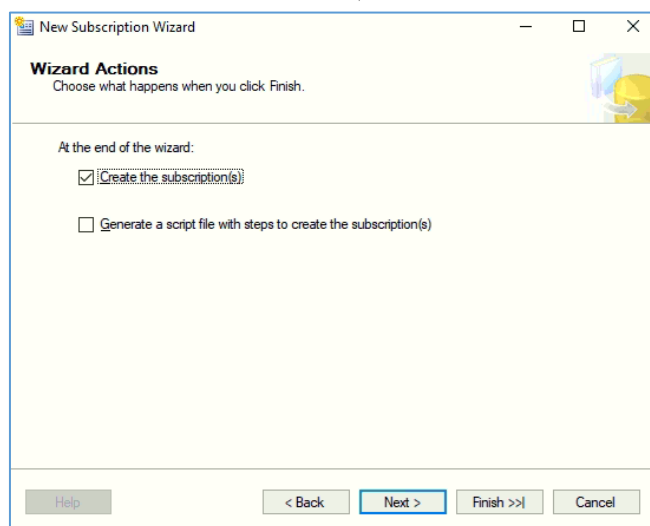 New Subscription Wizard
Wizard Actions
Choose what happens when you click Finish.
At the end of the wizard:
Create the subscription(s)
Generate a script file with steps to create the subscription(s)
Help
< Back
Next >
Finish >>|
Cancel